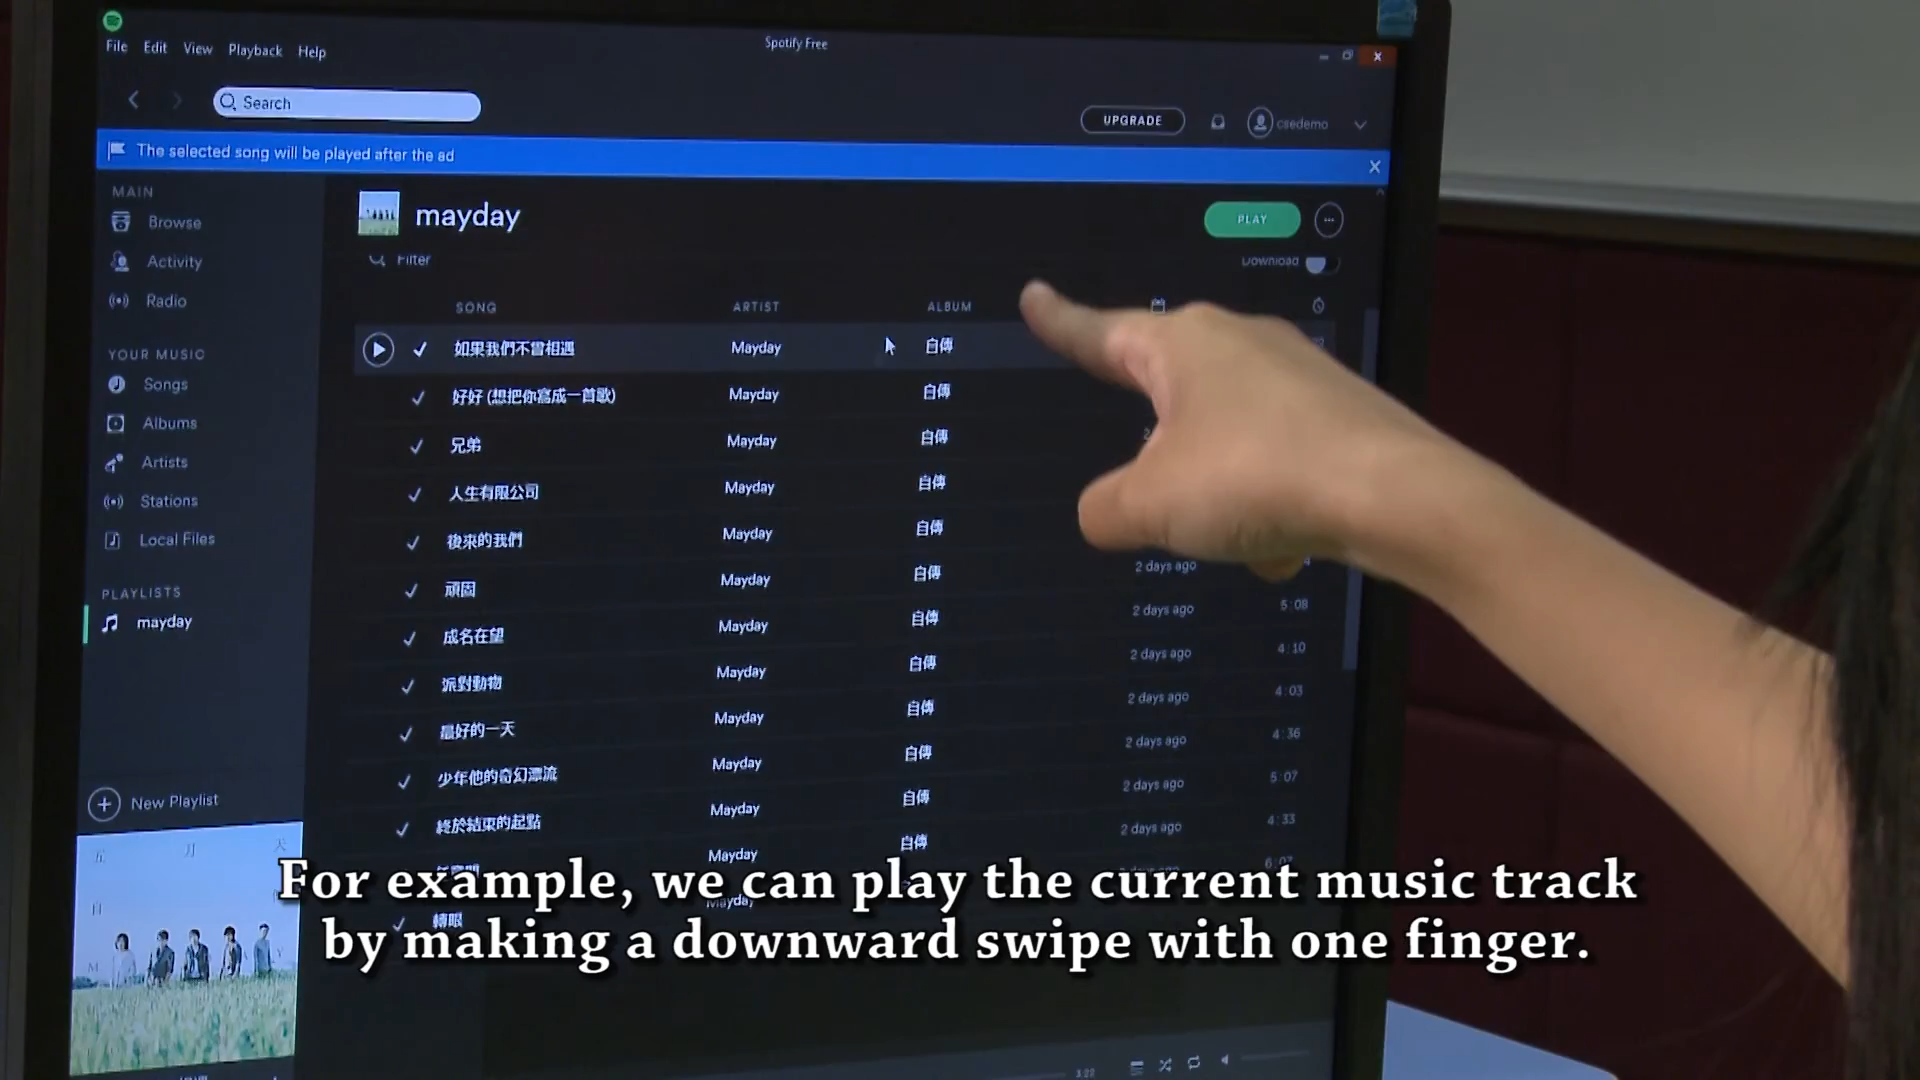 Spotify Free
File Edit View Playback Help
Search
UPGRADE
csedemo
The selected song will be played after the ad
MAIN
Browse
Activity
Radio
YOUR MUSIC
Songs
Albums
Artists
Stations
Local Files
PLAYLISTS
mayday
New Playlist
mayday
PLAY
Filter
Download
SONG ARTIST ALBUM
如果我們不曾相遇 Mayday 自傳
好好 (想把你寫成一首歌) Mayday 自傳
兄弟 Mayday 自傳
人生有限公司 Mayday 自傳
後來的我們 Mayday 自傳 2 days ago
頑固 Mayday 自傳 2 days ago 5:08
成名在望 Mayday 自傳 2 days ago 4:10
派對動物 Mayday 自傳 2 days ago 4:03
最好的一天 Mayday 自傳 2 days ago 4:36
少年他的奇幻漂流 Mayday 自傳 2 days ago 5:07
終於結束的起點 Mayday 自傳 2 days ago 4:33
Mayday 自傳
轉眼 Mayday
五 月 天
自
3:22
For example, we can play the current music track
by making a downward swipe with one finger.